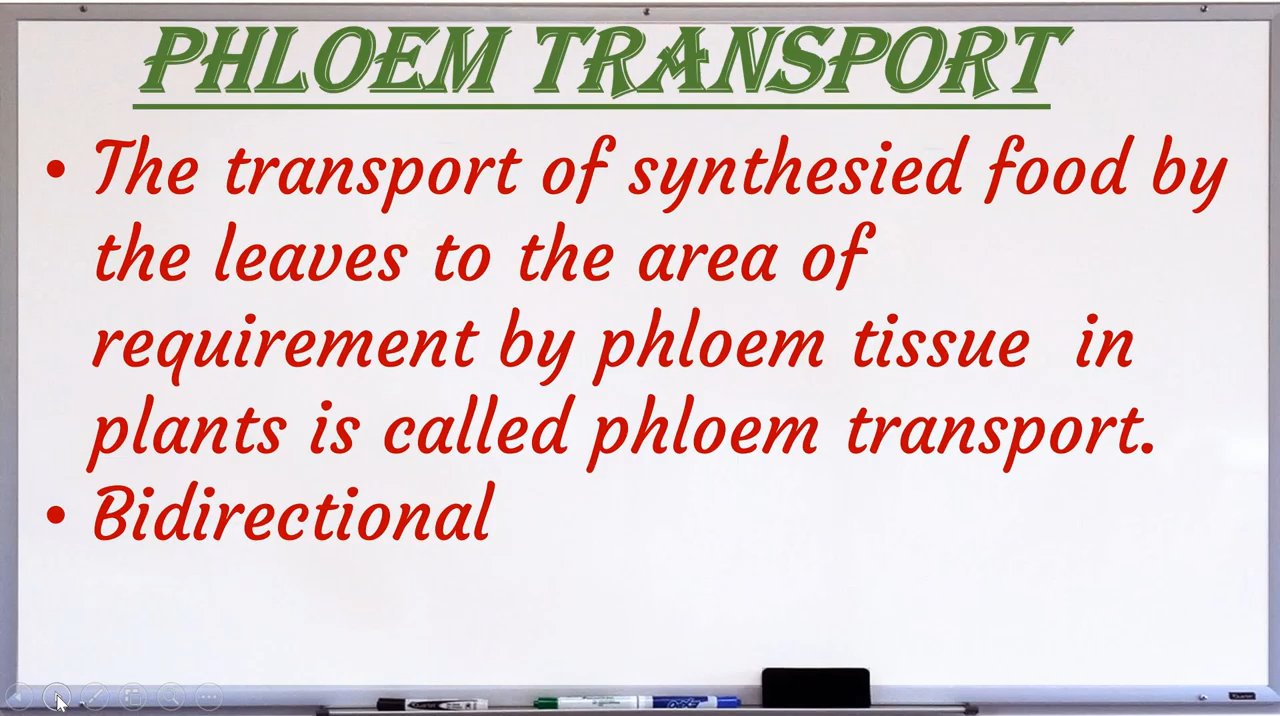 PHLOEM TRANSPORT
• The transport of synthesied food by
the leaves to the area of
requirement by phloem tissue in
plants is called phloem transport.
• Bidirectional